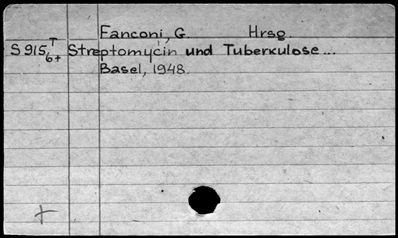 Fanconi, G. Hrsg.
S 915, T 6+ Streptomycin und Tuberkulose...
Basel, 1948.
+